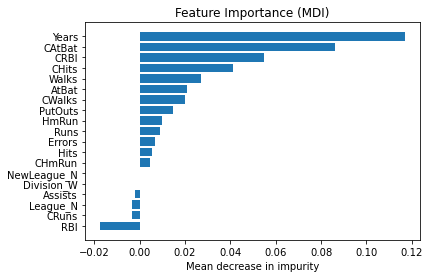 Feature Importance (MDI)
Years
CAtBat
CRBI
CHits
Walks
AtBat
CWalks
PutOuts
HmRun
Runs
Errors
Hits
CHmRun
NewLeague_N
Division_W
Assists
League_N
CRuns
RBI
−0.02 0.00 0.02 0.04 0.06 0.08 0.10 0.12
Mean decrease in impurity